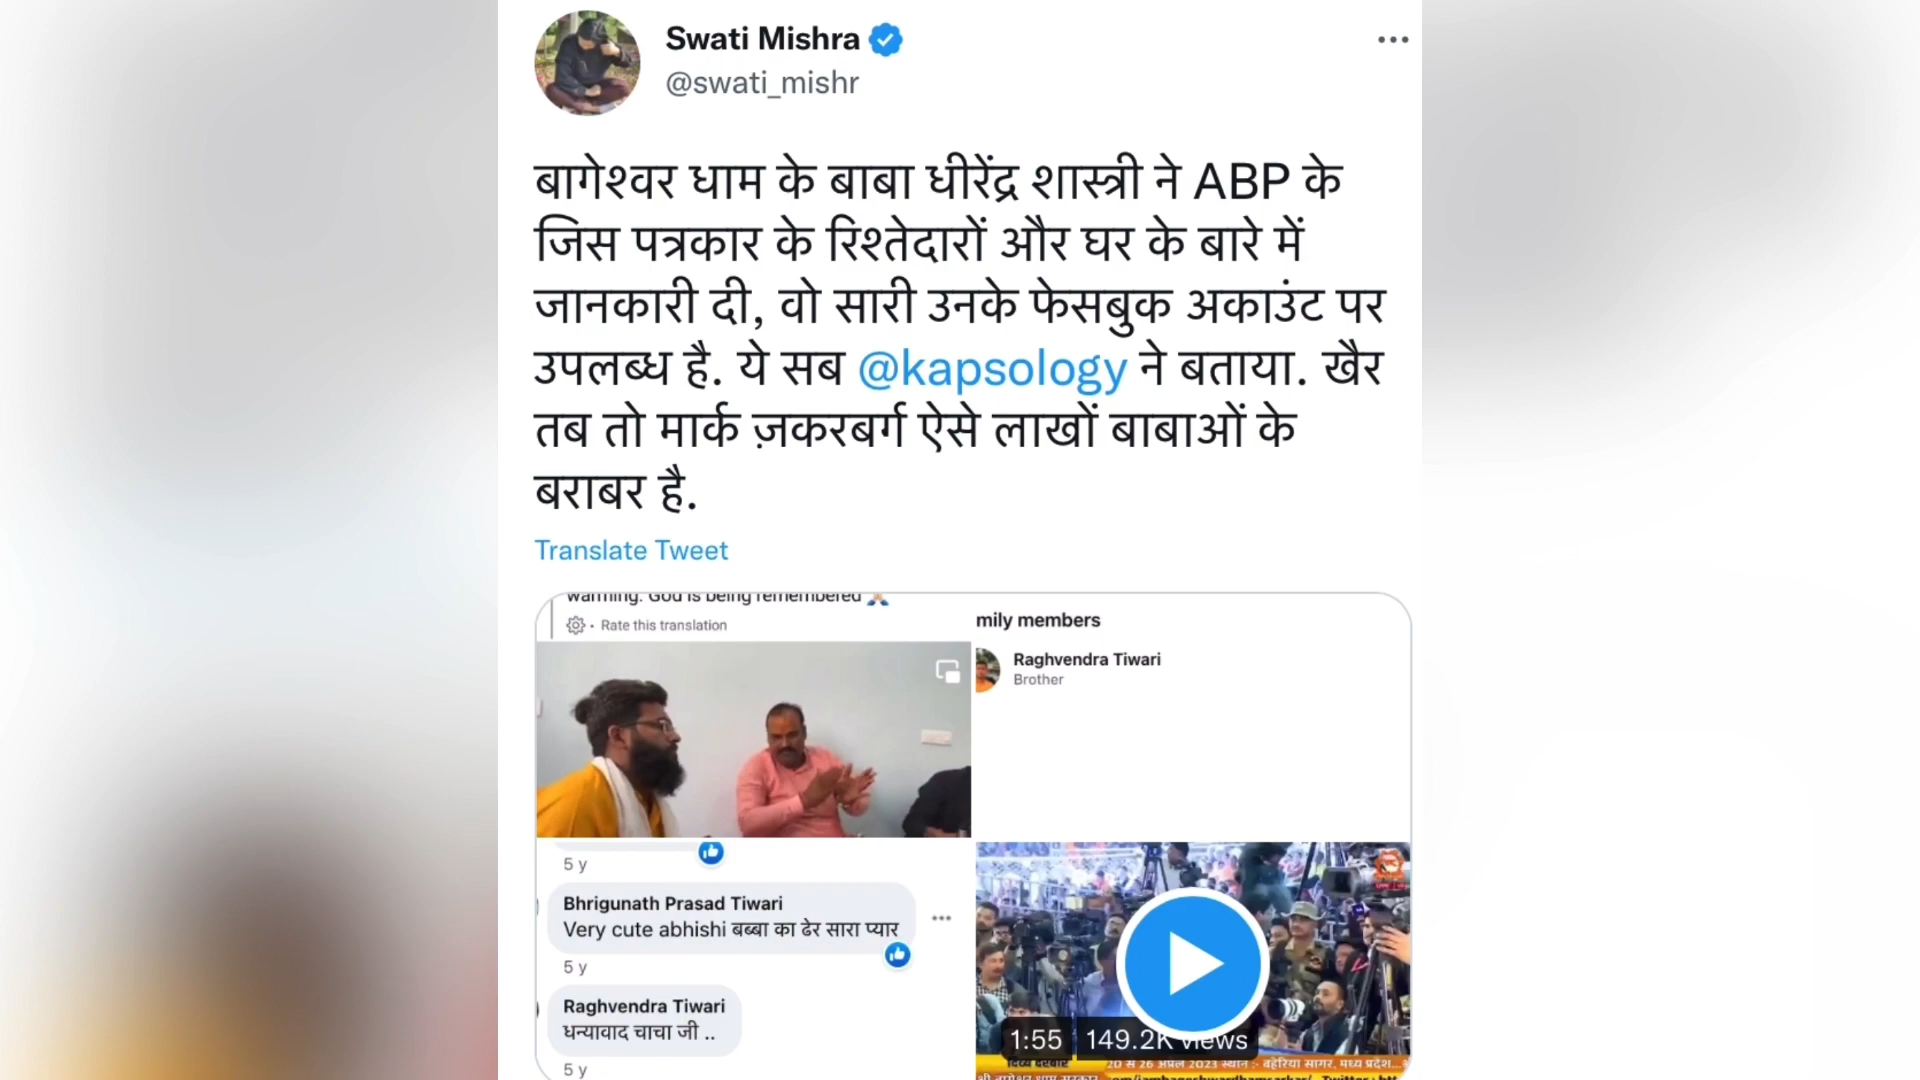 Swati Mishra
@swati_mishr
बागेश्वर धाम के बाबा धीरेंद्र शास्त्री ने ABP के
जिस पत्रकार के रिश्तेदारों और घर के बारे में
जानकारी दी, वो सारी उनके फेसबुक अकाउंट पर
उपलब्ध है. ये सब @kapsology ने बताया. खैर
तब तो मार्क ज़करबर्ग ऐसे लाखों बाबाओं के
बराबर है.
Translate Tweet
warming. God is being remembered
Rate this translation
mily members
Raghvendra Tiwari
Brother
5 y
Bhrigunath Prasad Tiwari
Very cute abhishi बब्बा का ढेर सारा प्यार
5 y
Raghvendra Tiwari
धन्यवाद चाचा जी ..
5 y
1:55 149.2K views
दिव्य दरबार 20 से 26 अप्रैल 2023 स्थान :- बहेरिया सागर, मध्य प्रदेश...